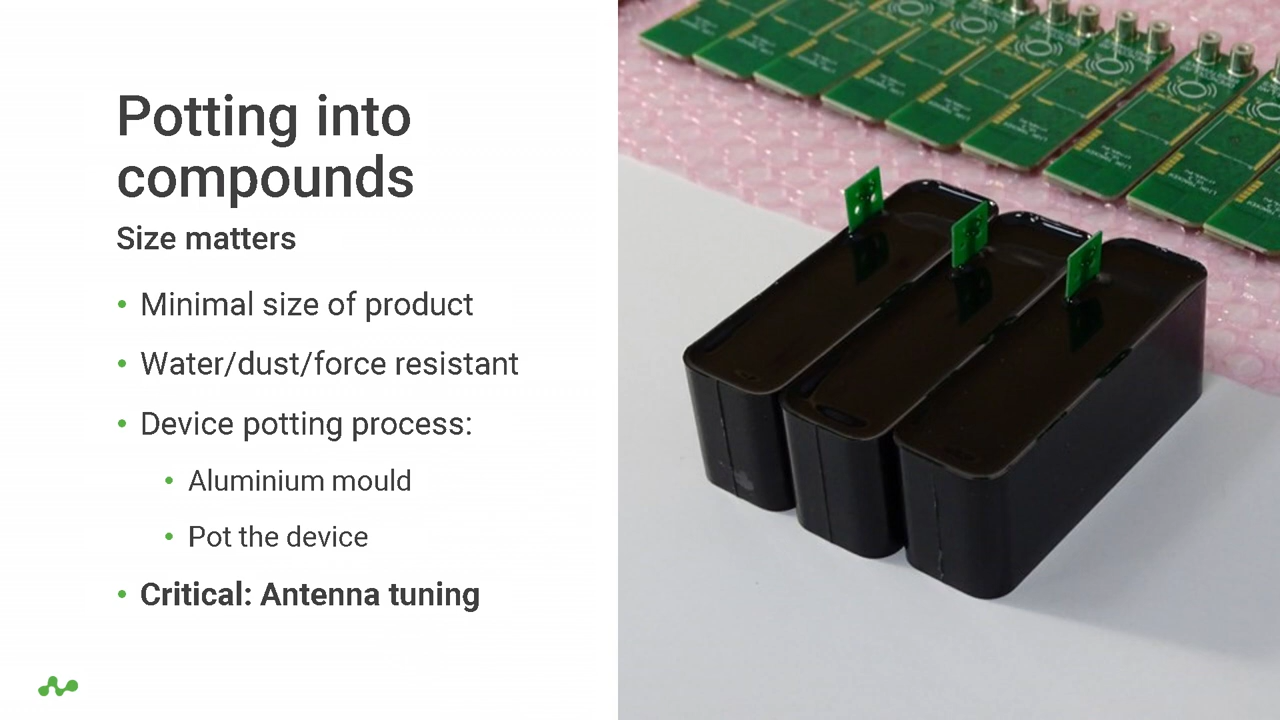 Potting into
compounds
Size matters
Minimal size of product
Water/dust/force resistant
Device potting process:
Aluminium mould
Pot the device
Critical: Antenna tuning